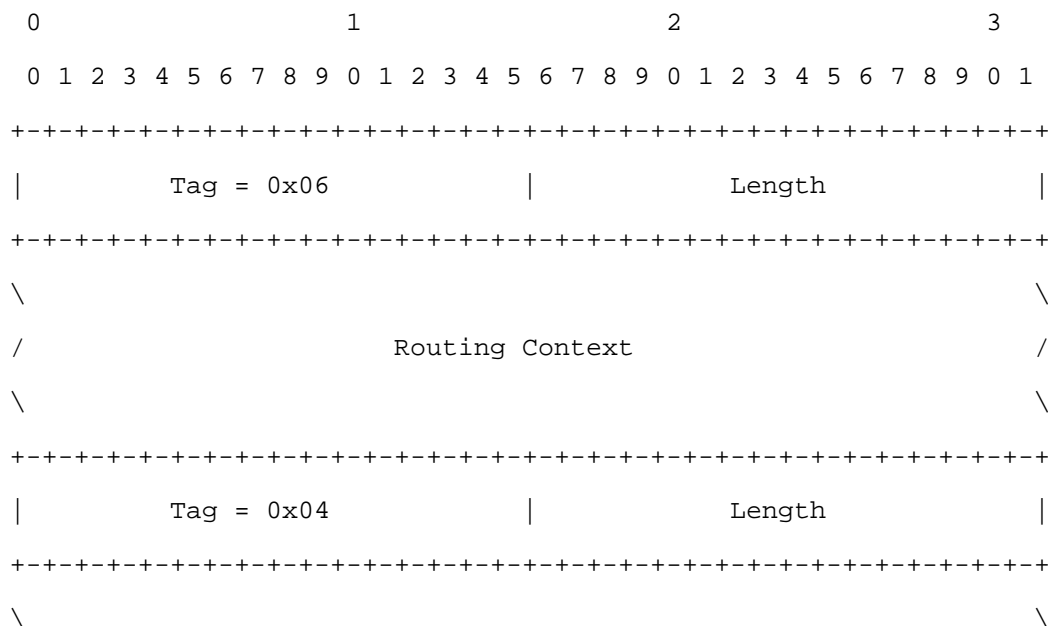 0                   1                   2                   3
0 1 2 3 4 5 6 7 8 9 0 1 2 3 4 5 6 7 8 9 0 1 2 3 4 5 6 7 8 9 0 1
+-+-+-+-+-+-+-+-+-+-+-+-+-+-+-+-+-+-+-+-+-+-+-+-+-+-+-+-+-+-+-+-+
|         Tag = 0x06            |            Length             |
+-+-+-+-+-+-+-+-+-+-+-+-+-+-+-+-+-+-+-+-+-+-+-+-+-+-+-+-+-+-+-+-+
\                                                               \
/                       Routing Context                         /
\                                                               \
+-+-+-+-+-+-+-+-+-+-+-+-+-+-+-+-+-+-+-+-+-+-+-+-+-+-+-+-+-+-+-+-+
|         Tag = 0x04            |            Length             |
+-+-+-+-+-+-+-+-+-+-+-+-+-+-+-+-+-+-+-+-+-+-+-+-+-+-+-+-+-+-+-+-+
\                                                               \